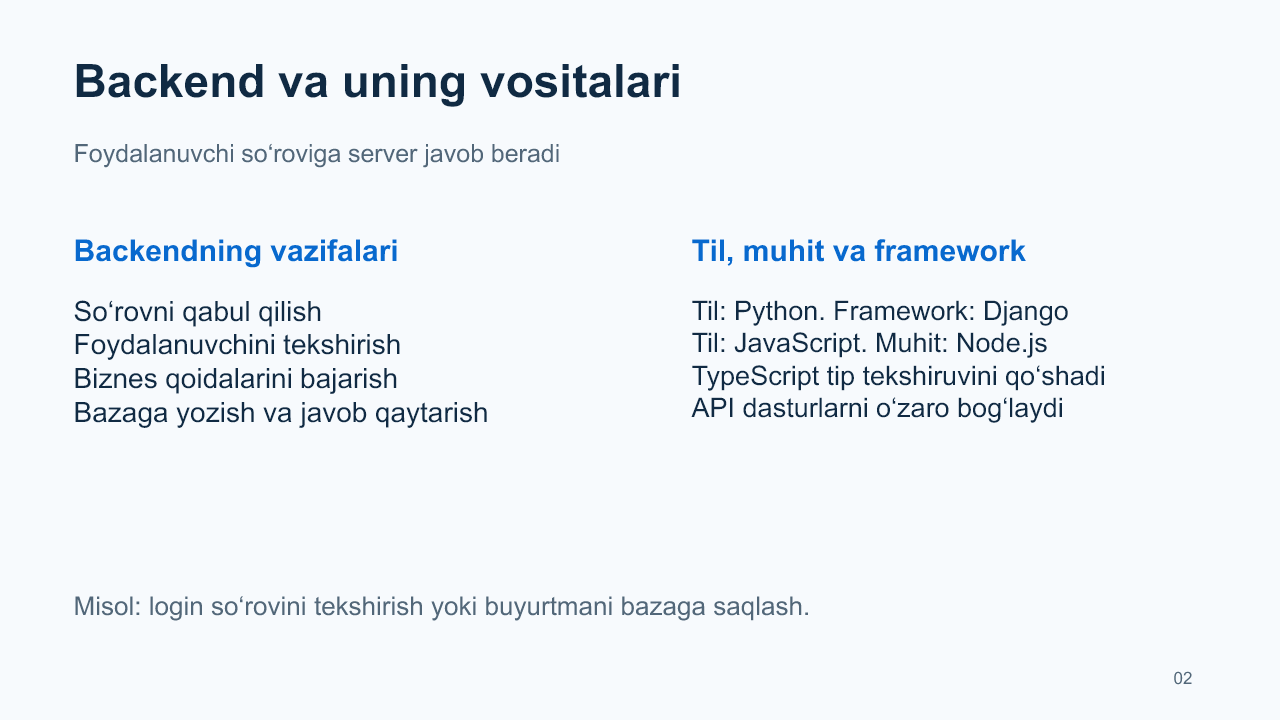 Backend va uning vositalari
Foydalanuvchi so‘roviga server javob beradi
Backendning vazifalari
So‘rovni qabul qilish
Foydalanuvchini tekshirish
Biznes qoidalarini bajarish
Bazaga yozish va javob qaytarish
Til, muhit va framework
Til: Python. Framework: Django
Til: JavaScript. Muhit: Node.js
TypeScript tip tekshiruvini qo‘shadi
API dasturlarni o‘zaro bog‘laydi
Misol: login so‘rovini tekshirish yoki buyurtmani bazaga saqlash.
02